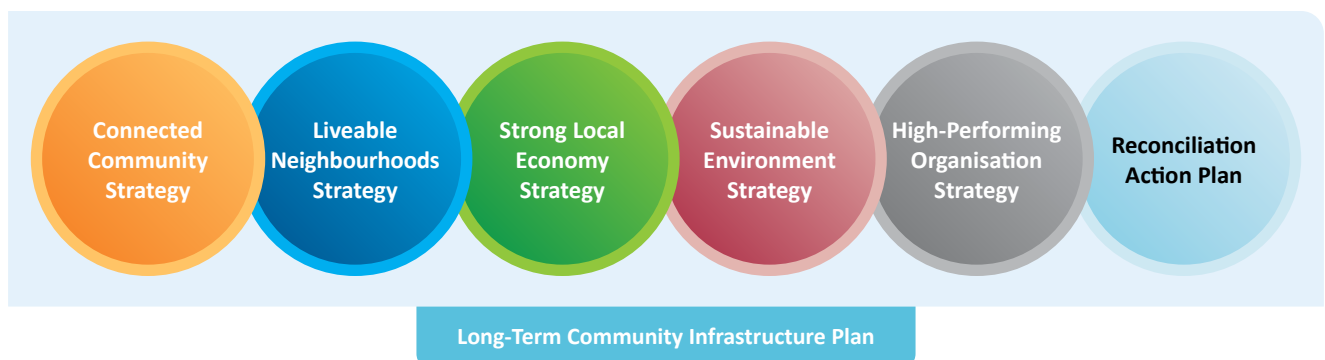 Connected
Community
Strategy
Liveable
Neighbourhoods
Strategy
Strong Local
Economy
Strategy
Sustainable
Environment
Strategy
High-Performing
Organisation
Strategy
Reconciliation
Action Plan
Long-Term Community Infrastructure Plan